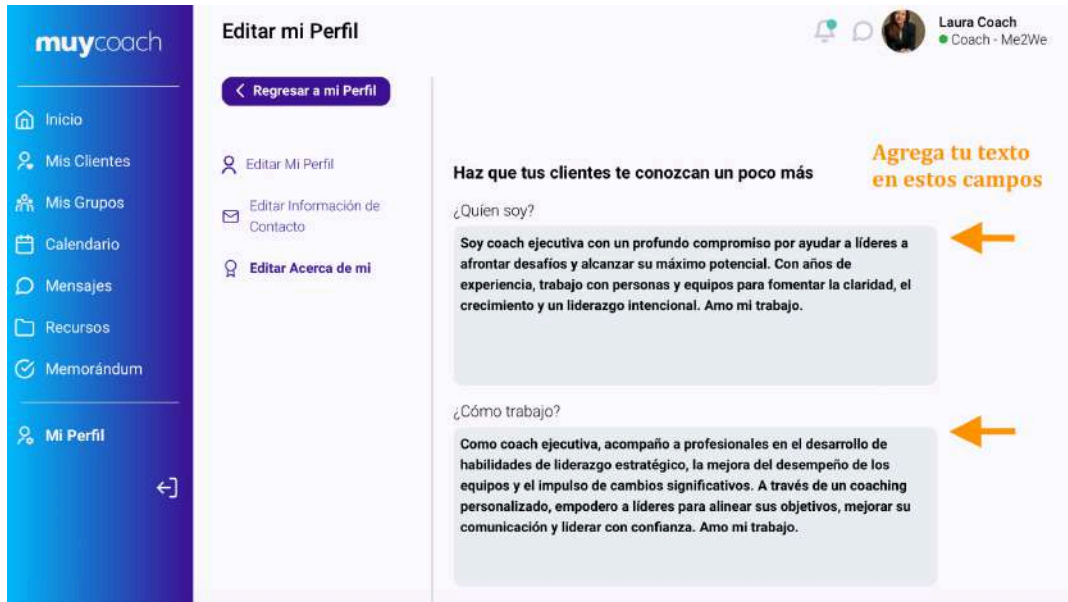 muycoach
Inicio
Mis Clientes
Mis Grupos
Calendario
Mensajes
Recursos
Memorándum
Mi Perfil
Editar mi Perfil
Laura Coach
Coach - Me2We
Regresar a mi Perfil
Editar Mi Perfil
Editar Información de
Contacto
Editar Acerca de mi
Haz que tus clientes te conozcan un poco más
Agrega tu texto
en estos campos
¿Quíen soy?
Soy coach ejecutiva con un profundo compromiso por ayudar a líderes a
afrontar desafíos y alcanzar su máximo potencial. Con años de
experiencia, trabajo con personas y equipos para fomentar la claridad, el
crecimiento y un liderazgo intencional. Amo mi trabajo.
¿Cómo trabajo?
Como coach ejecutiva, acompaño a profesionales en el desarrollo de
habilidades de liderazgo estratégico, la mejora del desempeño de los
equipos y el impulso de cambios significativos. A través de un coaching
personalizado, empodero a líderes para alinear sus objetivos, mejorar su
comunicación y liderar con confianza. Amo mi trabajo.